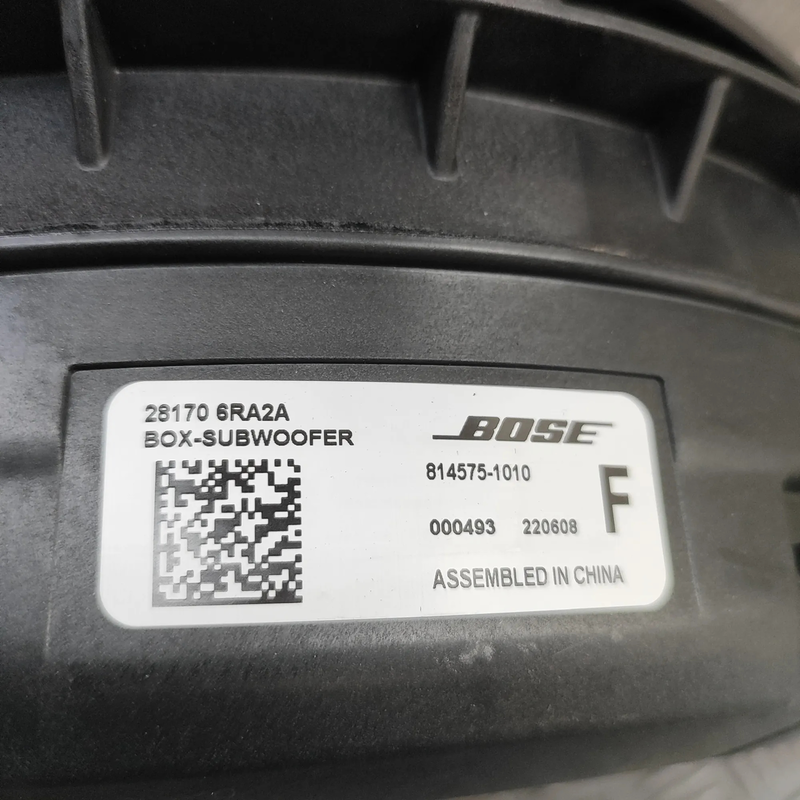 28170 6RA2A
BOX-SUBWOOFER
BOSE
814575-1010
F
000493 220608
ASSEMBLED IN CHINA